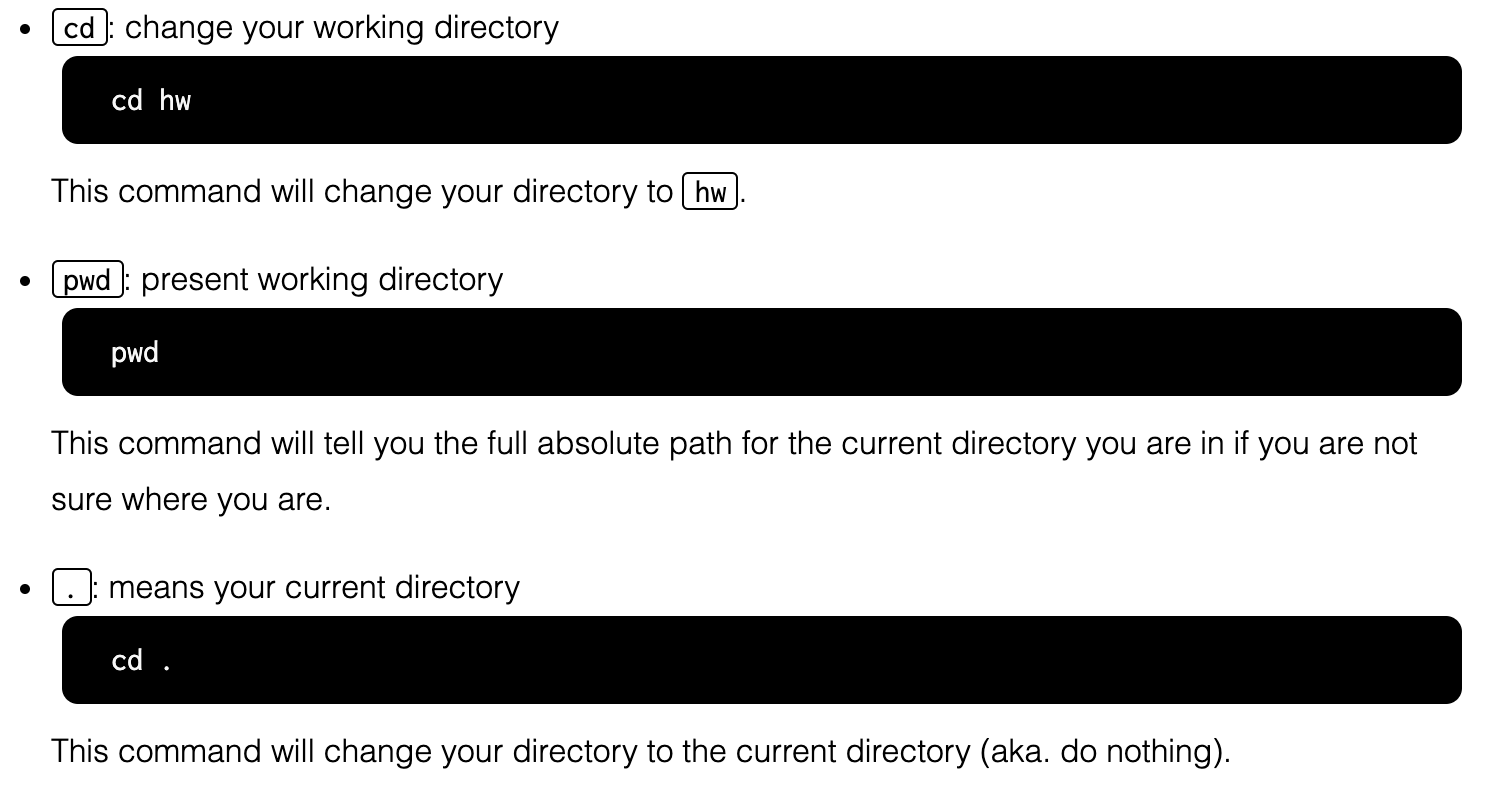 cd: change your working directory
cd hw
This command will change your directory to hw.
pwd: present working directory
pwd
This command will tell you the full absolute path for the current directory you are in if you are not
sure where you are.
.: means your current directory
cd .
This command will change your directory to the current directory (aka. do nothing).